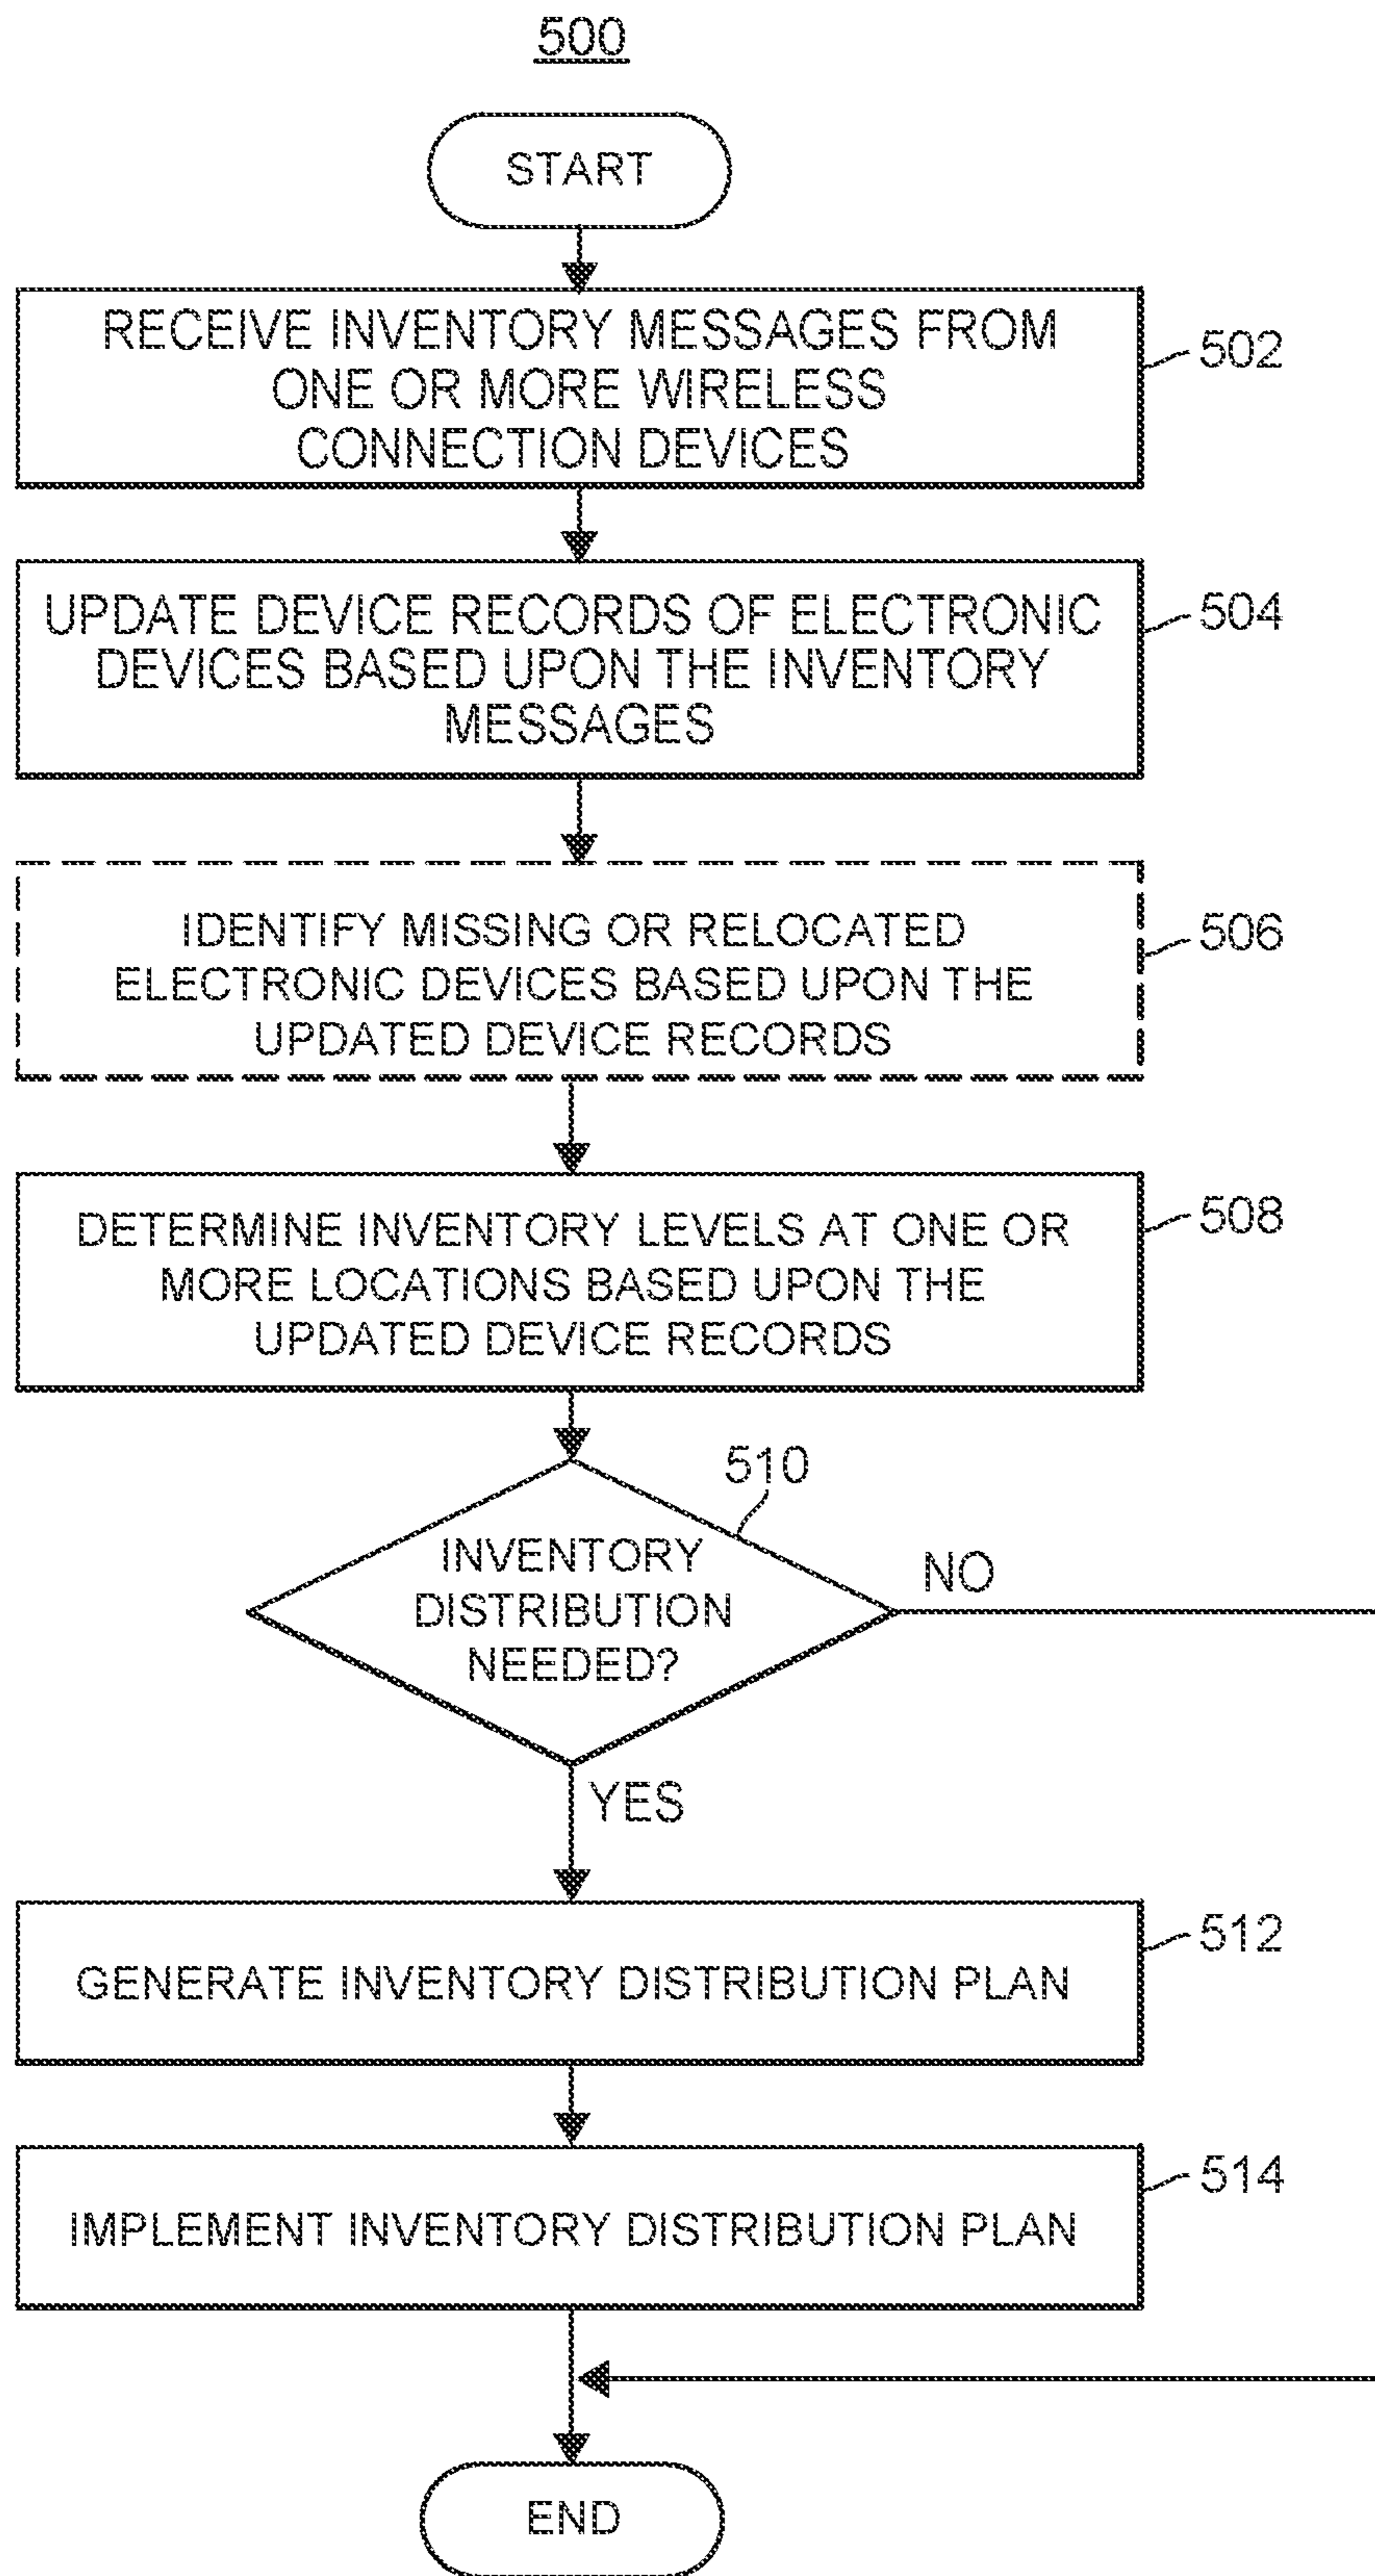 500
START
RECEIVE INVENTORY MESSAGES FROM
ONE OR MORE WIRELESS
CONNECTION DEVICES
502
UPDATE DEVICE RECORDS OF ELECTRONIC
DEVICES BASED UPON THE INVENTORY
MESSAGES
504
IDENTIFY MISSING OR RELOCATED
ELECTRONIC DEVICES BASED UPON THE
UPDATED DEVICE RECORDS
506
DETERMINE INVENTORY LEVELS AT ONE OR
MORE LOCATIONS BASED UPON THE
UPDATED DEVICE RECORDS
508
510
INVENTORY
DISTRIBUTION
NEEDED?
NO
YES
GENERATE INVENTORY DISTRIBUTION PLAN
512
IMPLEMENT INVENTORY DISTRIBUTION PLAN
514
END